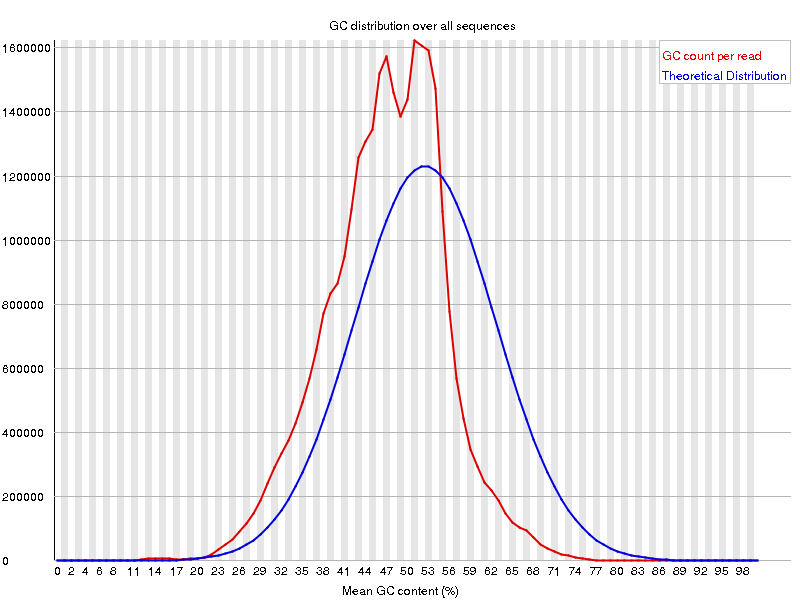 GC distribution over all sequences
GC count per read
Theoretical Distribution
1600000
1400000
1200000
1000000
800000
600000
400000
200000
0
0 2 4 6 8 11 14 17 20 23 26 29 32 35 38 41 44 47 50 53 56 59 62 65 68 71 74 77 80 83 86 89 92 95 98
Mean GC content (%)